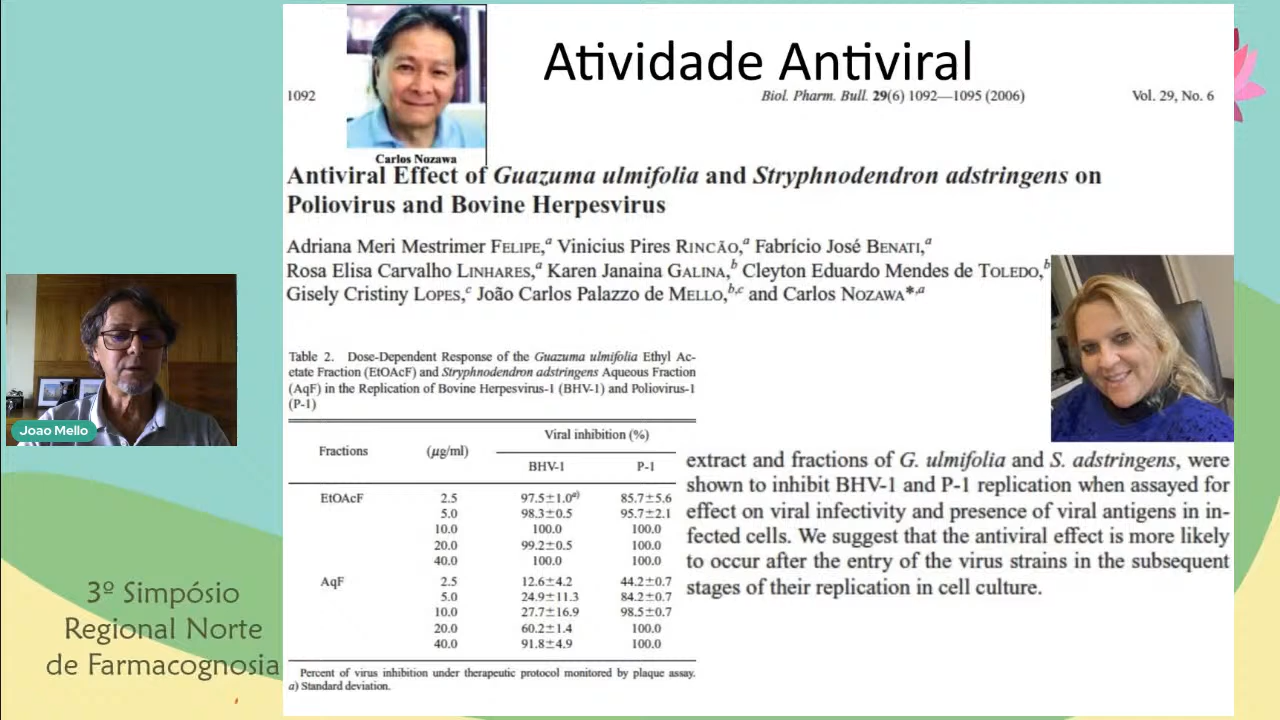 Atividade Antiviral
1092
Biol. Pharm. Bull. 29(6) 1092—1095 (2006)
Vol. 29, No. 6
Carlos Nozawa
Antiviral Effect of Guazuma ulmifolia and Stryphnodendron adstringens on
Poliovirus and Bovine Herpesvirus
Adriana Meri Mestrimer FELIPE,a Vinicius Pires RINCÃO,a Fabrício José BENATI,a
Rosa Elisa Carvalho LINHARES,a Karen Janaina GALINA,b Cleyton Eduardo Mendes de TOLEDO,b
Gisely Cristiny LOPES,c João Carlos Palazzo de MELLO,b,c and Carlos NOZAWA*,a
Joao Mello
Table 2. Dose-Dependent Response of the Guazuma ulmifolia Ethyl Ac-
etate Fraction (EtOAcF) and Stryphnodendron adstringens Aqueous Fraction
(AqF) in the Replication of Bovine Herpesvirus-1 (BHV-1) and Poliovirus-1
(P-1)
Viral inhibition (%)
Fractions (μg/ml)
BHV-1 P-1
EtOAcF 2.5 97.5±1.0a) 85.7±5.6
5.0 98.3±0.5 95.7±2.1
10.0 100.0 100.0
20.0 99.2±0.5 100.0
40.0 100.0 100.0
AqF 2.5 12.6±4.2 44.2±0.7
5.0 24.9±11.3 84.2±0.7
10.0 27.7±16.9 98.5±0.7
20.0 60.2±1.4 100.0
40.0 91.8±4.9 100.0
Percent of virus inhibition under therapeutic protocol monitored by plaque assay.
a) Standard deviation.
extract and fractions of G. ulmifolia and S. adstringens, were
shown to inhibit BHV-1 and P-1 replication when assayed for
effect on viral infectivity and presence of viral antigens in in-
fected cells. We suggest that the antiviral effect is more likely
to occur after the entry of the virus strains in the subsequent
stages of their replication in cell culture.
3º Simpósio
Regional Norte
de Farmacognosia